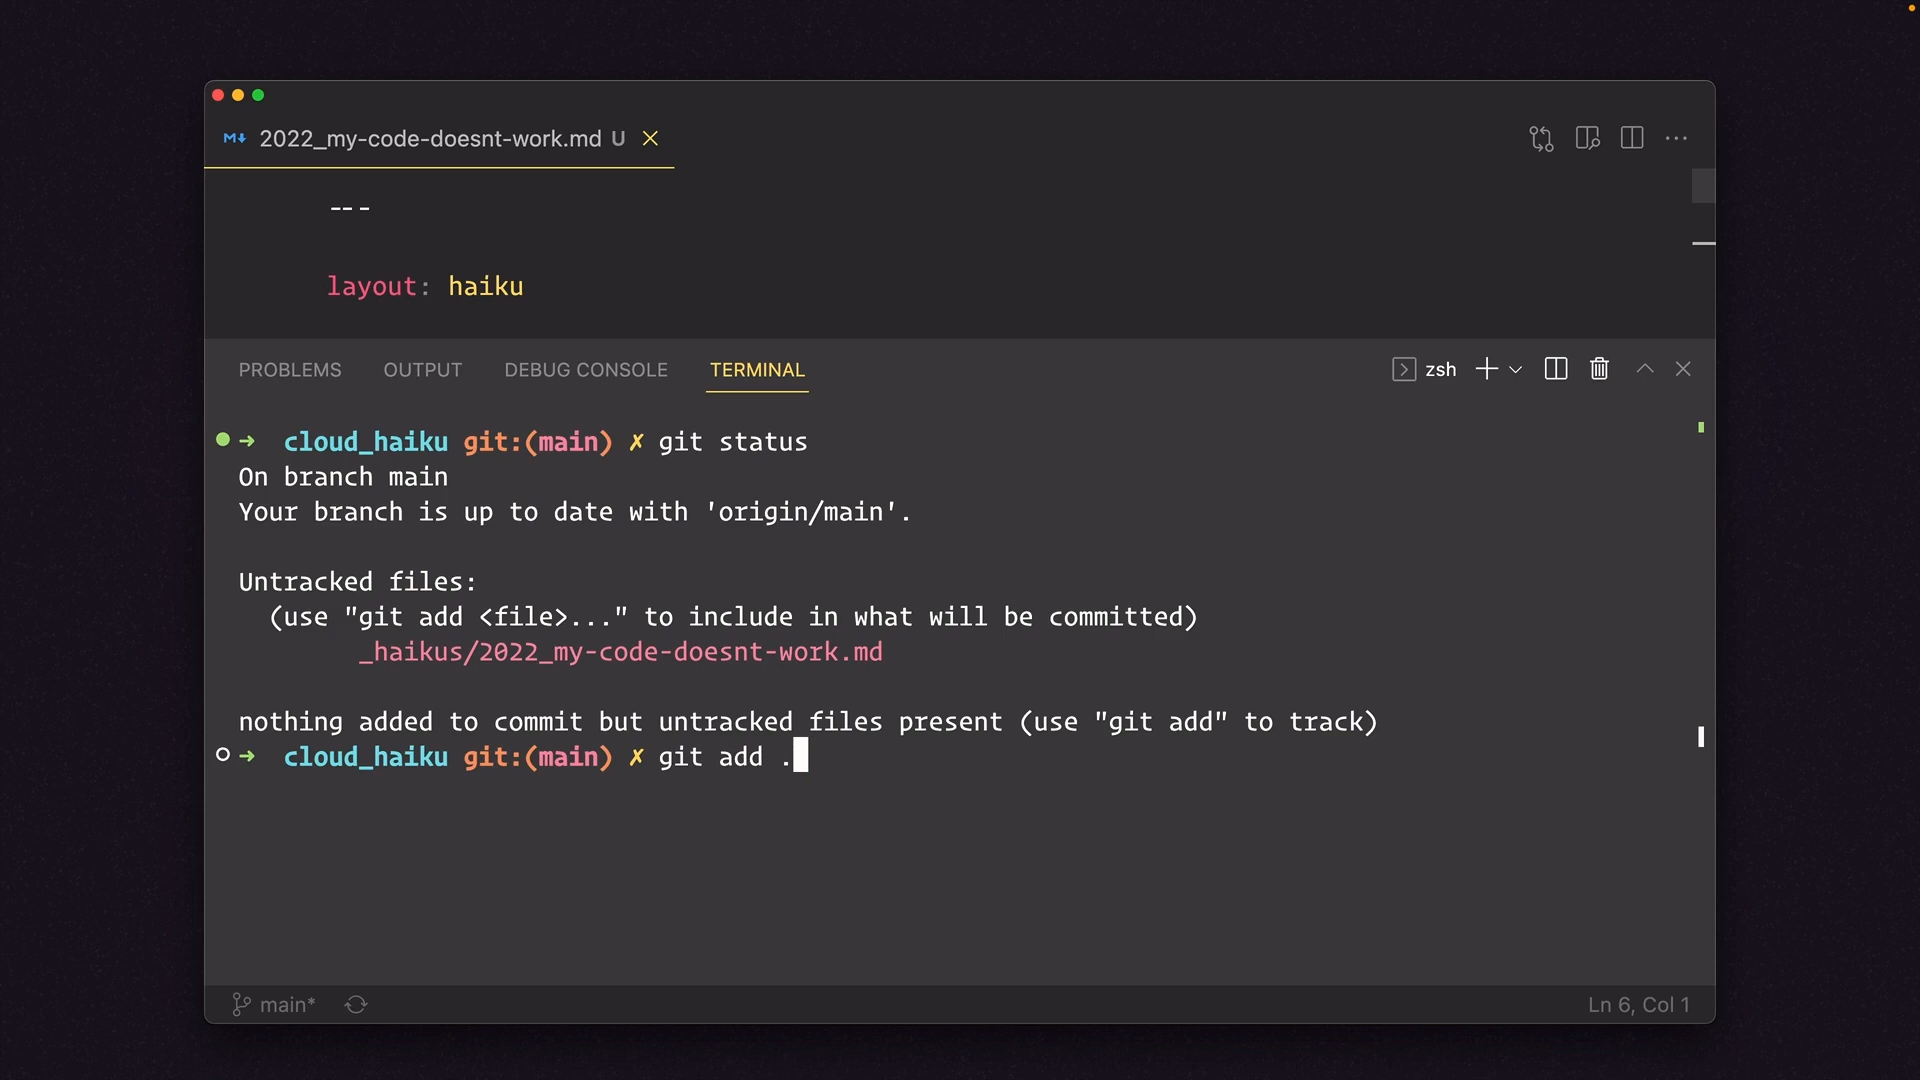 2022_my-code-doesnt-work.md U
---
layout: haiku
PROBLEMS OUTPUT DEBUG CONSOLE TERMINAL zsh
➜ cloud_haiku git:(main) ✗ git status
On branch main
Your branch is up to date with 'origin/main'.
Untracked files:
(use "git add <file>..." to include in what will be committed)
_haikus/2022_my-code-doesnt-work.md
nothing added to commit but untracked files present (use "git add" to track)
➜ cloud_haiku git:(main) ✗ git add .
main* Ln 6, Col 1